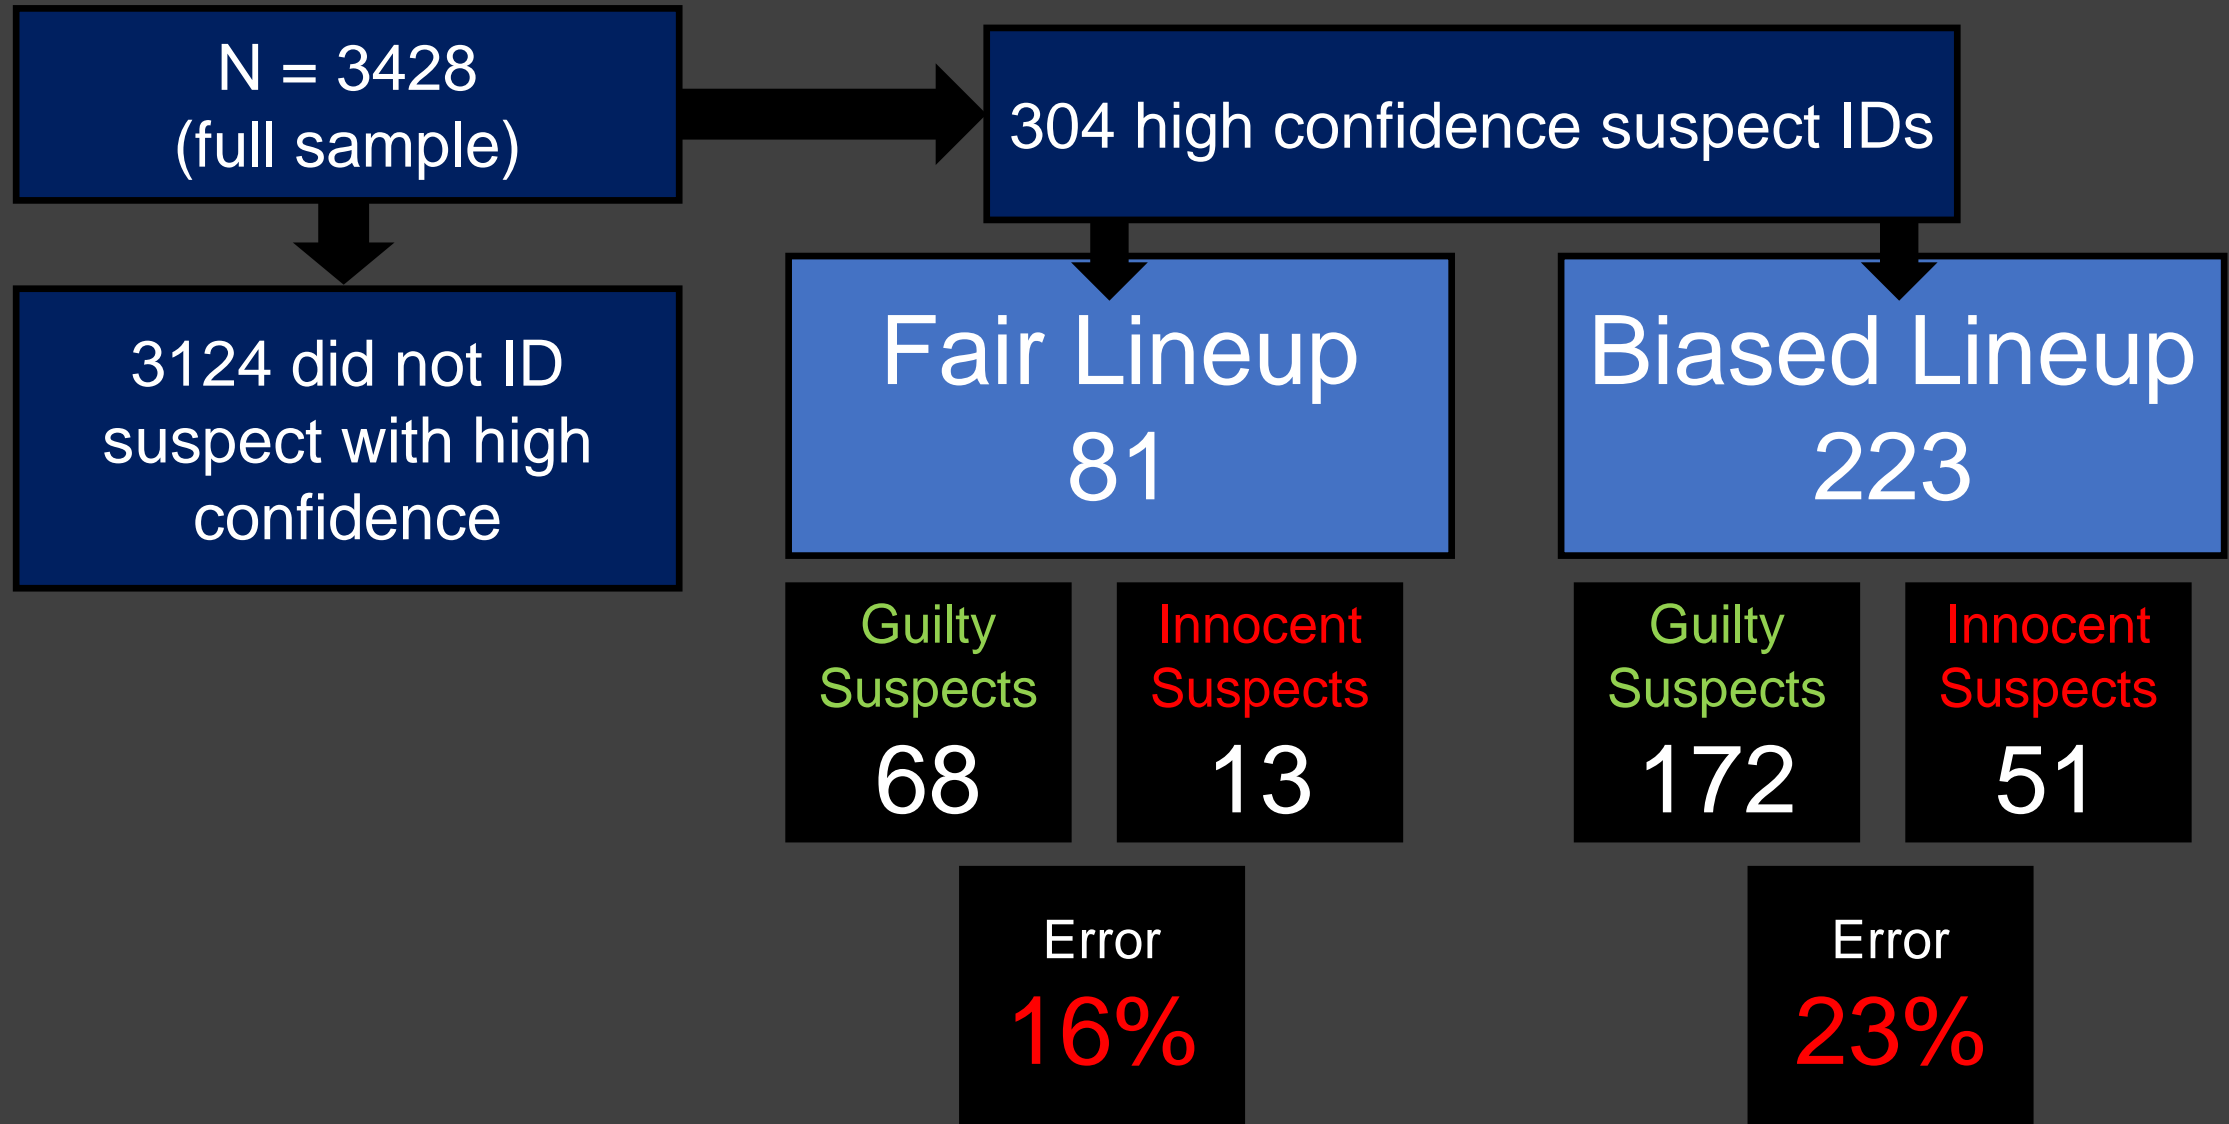 N = 3428
(full sample)
304 high confidence suspect IDs
3124 did not ID
suspect with high
confidence
Fair Lineup
81
Biased Lineup
223
Guilty
Suspects
68
Innocent
Suspects
13
Guilty
Suspects
172
Innocent
Suspects
51
Error
16%
Error
23%